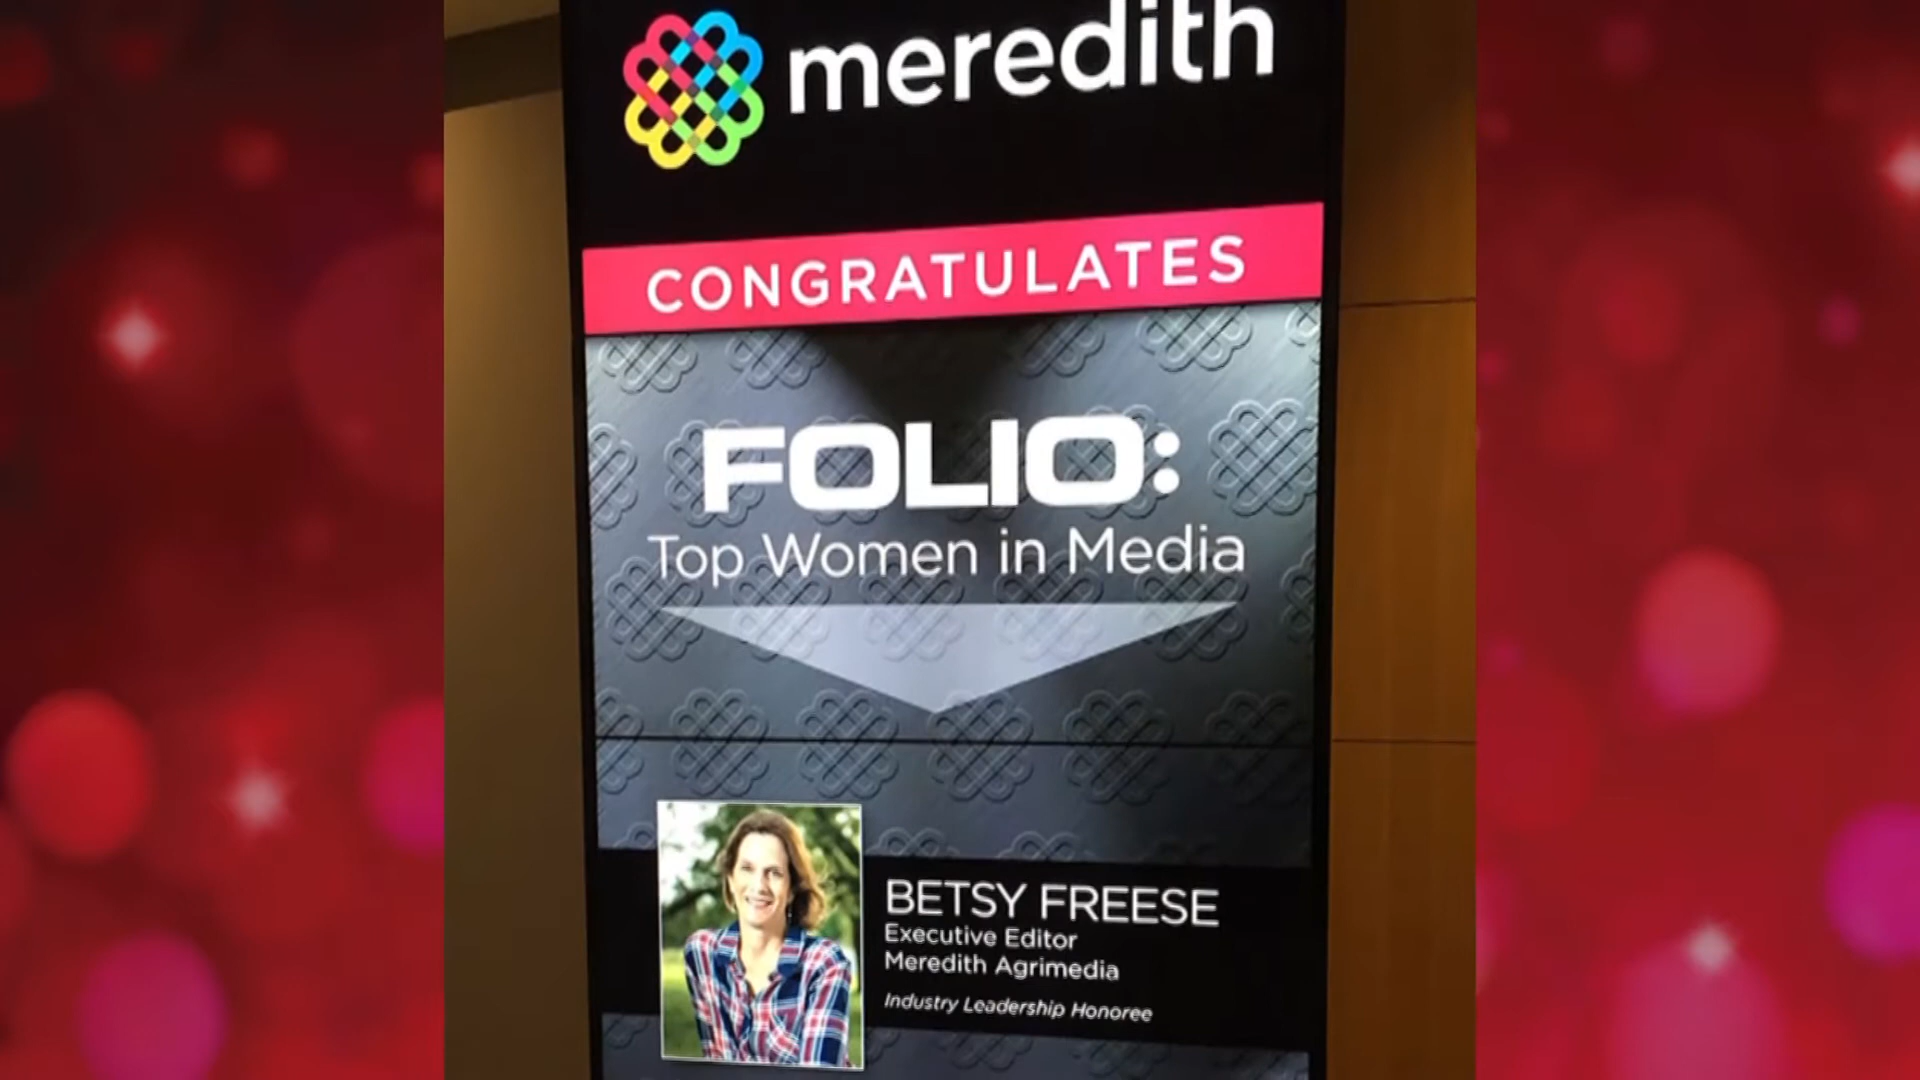 meredith
CONGRATULATES
FOLIO:
Top Women in Media
BETSY FREESE
Executive Editor
Meredith Agrimedia
Industry Leadership Honoree